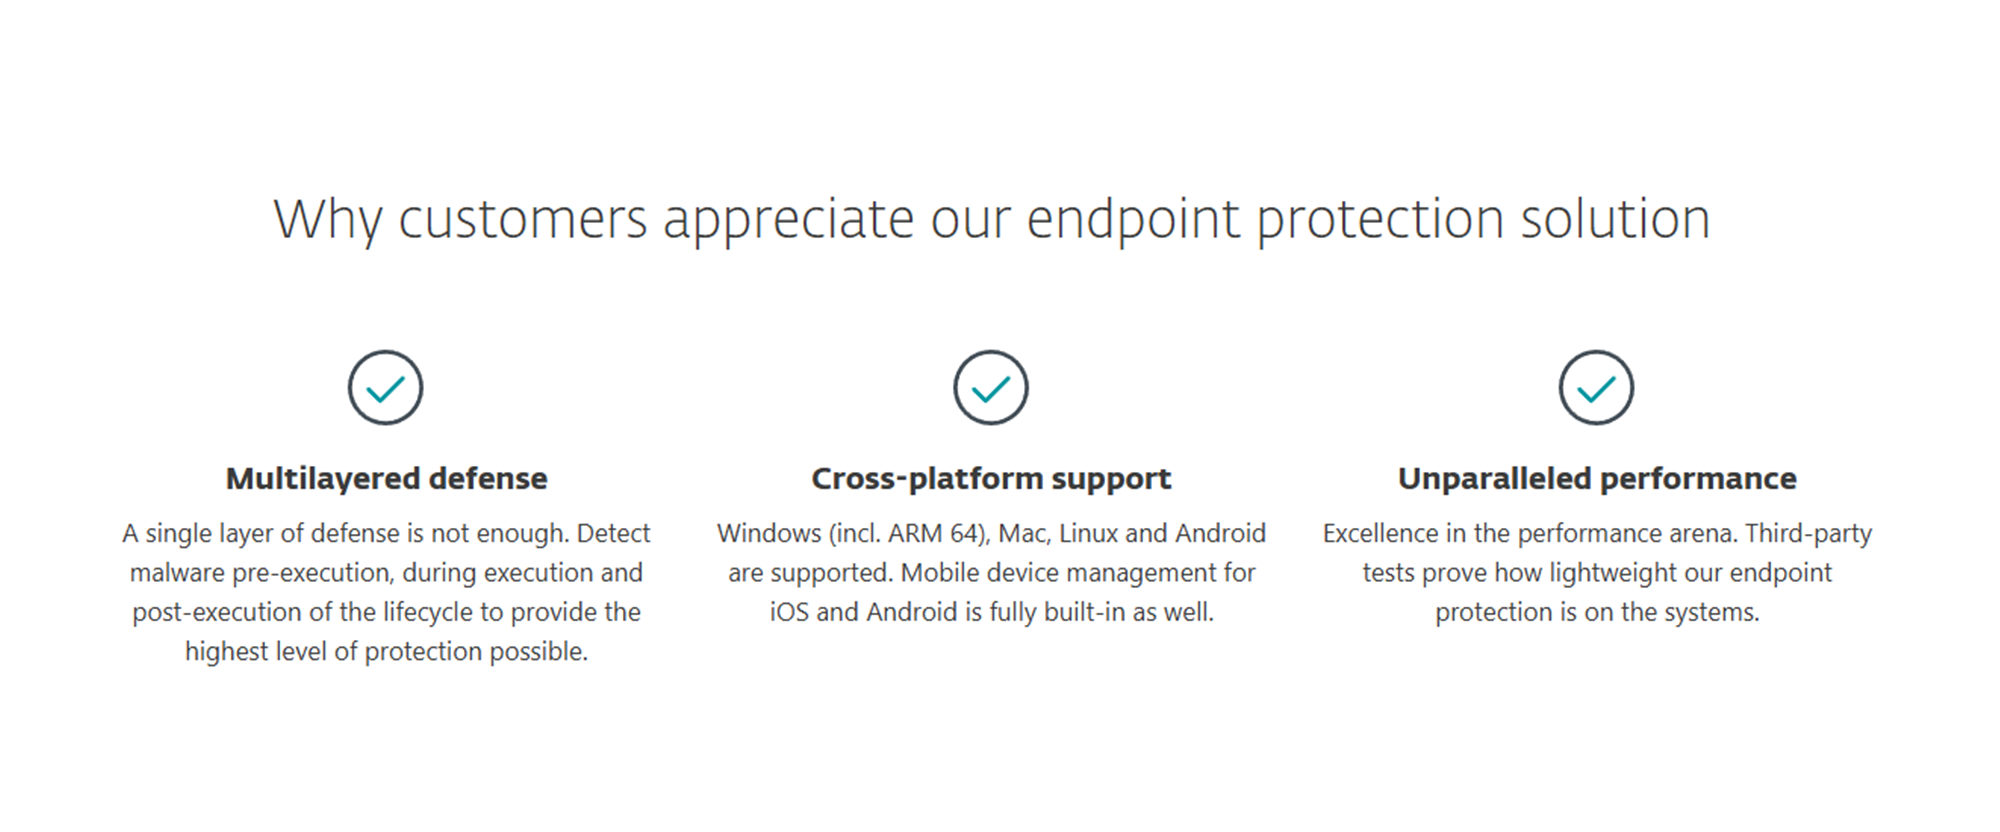 Why customers appreciate our endpoint protection solution
Multilayered defense
A single layer of defense is not enough. Detect
malware pre-execution, during execution and
post-execution of the lifecycle to provide the
highest level of protection possible.
Cross-platform support
Windows (incl. ARM 64), Mac, Linux and Android
are supported. Mobile device management for
iOS and Android is fully built-in as well.
Unparalleled performance
Excellence in the performance arena. Third-party
tests prove how lightweight our endpoint
protection is on the systems.